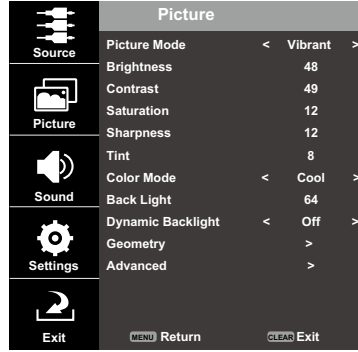 Picture
Source
Picture
Sound
Settings
Exit
Picture Mode < Vibrant >
Brightness 48
Contrast 49
Saturation 12
Sharpness 12
Tint 8
Color Mode < Cool >
Back Light 64
Dynamic Backlight < Off >
Geometry >
Advanced >
MENU Return CLEAR Exit